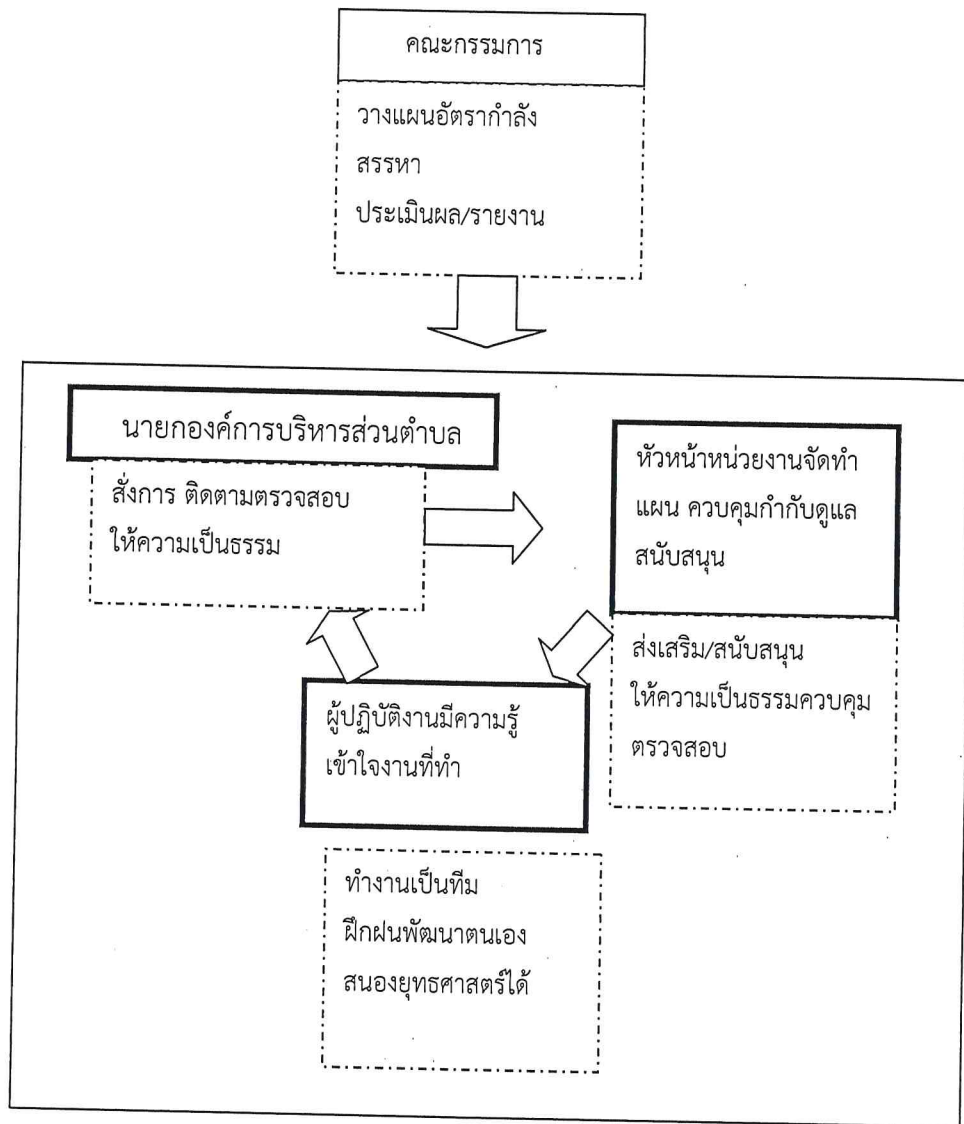 คณะกรรมการ
วางแผนอัตรากำลัง
สรรหา
ประเมินผล/รายงาน
นายกองค์การบริหารส่วนตำบล
สั่งการ ติดตามตรวจสอบ
ให้ความเป็นธรรม
หัวหน้าหน่วยงานจัดทำ
แผน ควบคุมกำกับดูแล
สนับสนุน
ส่งเสริม/สนับสนุน
ให้ความเป็นธรรมควบคุม
ตรวจสอบ
ผู้ปฏิบัติงานมีความรู้
เข้าใจงานที่ทำ
ทำงานเป็นทีม
ฝึกฝนพัฒนาตนเอง
สนองยุทธศาสตร์ได้